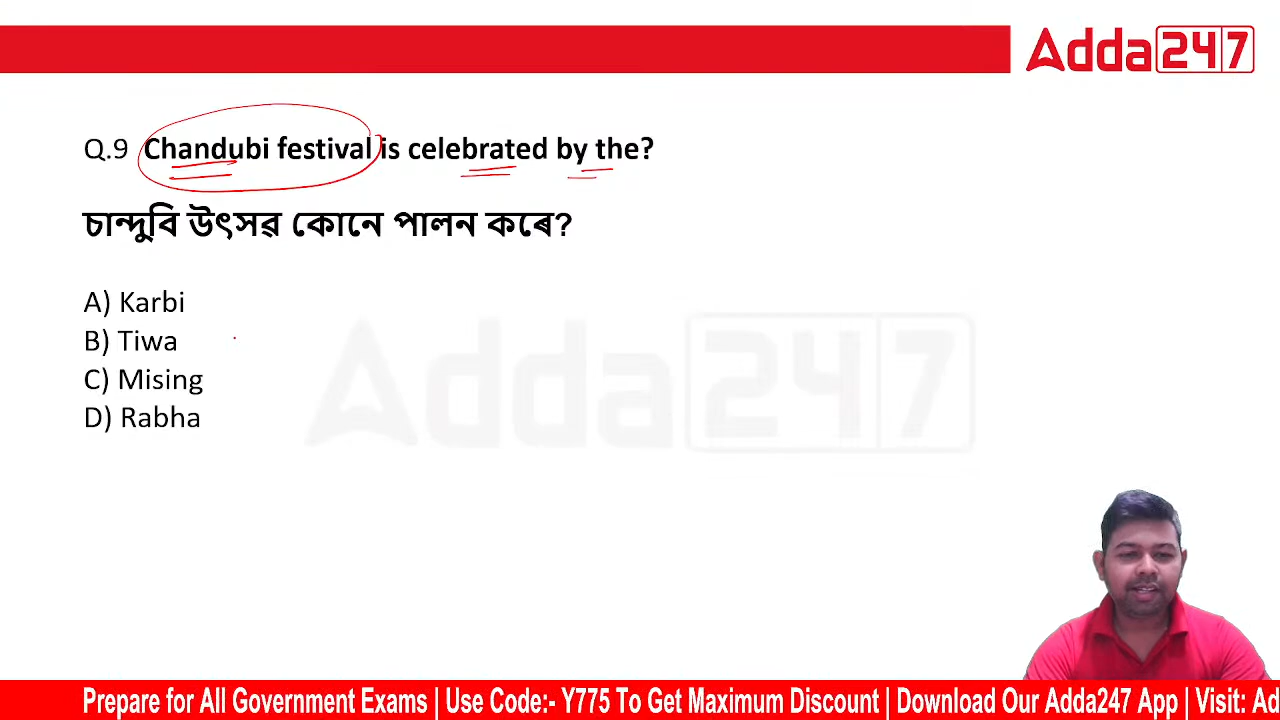 Adda247
Q.9 Chandubi festival is celebrated by the?
চান্দুবি উৎসৱ কোনে পালন কৰে?
A) Karbi
B) Tiwa
C) Mising
D) Rabha
Adda247
Prepare for All Government Exams | Use Code:- Y775 To Get Maximum Discount | Download Our Adda247 App | Visit: Ad